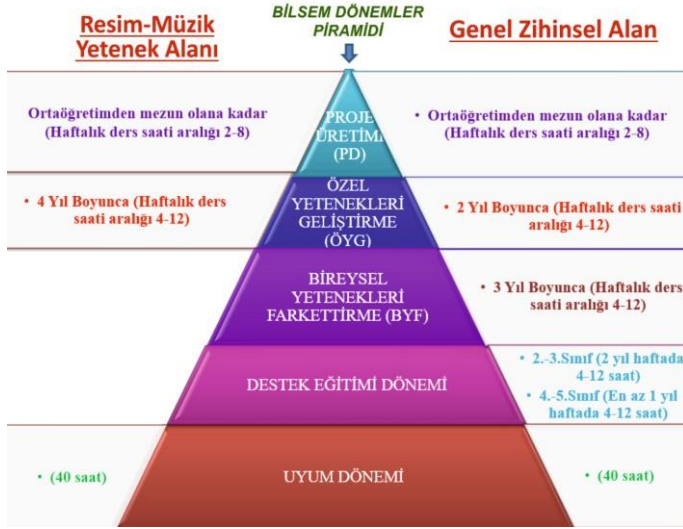 BİLSEM DÖNEMLER
PİRAMİDİ
Resim-Müzik
Yetenek Alanı
Genel Zihinsel Alan
Ortaöğretimden mezun olana kadar
(Haftalık ders saati aralığı 2-8)
PROJE
ÜRETİMİ
(PD)
• Ortaöğretimden mezun olana kadar
(Haftalık ders saati aralığı 2-8)
• 4 Yıl Boyunca (Haftalık ders
saati aralığı 4-12)
ÖZEL
YETENEKLERİ
GELİŞTİRME
(ÖYG)
• 2 Yıl Boyunca (Haftalık ders saati
aralığı 4-12)
BİREYSEL
YETENEKLERİ
FARKETTİRME (BYF)
• 3 Yıl Boyunca (Haftalık ders
saati aralığı 4-12)
DESTEK EĞİTİMİ DÖNEMİ
• 2.-3.Sınıf (2 yıl haftada
4-12 saat)
• 4.-5.Sınıf (En az 1 yıl
haftada 4-12 saat)
• (40 saat)
UYUM DÖNEMİ
• (40 saat)